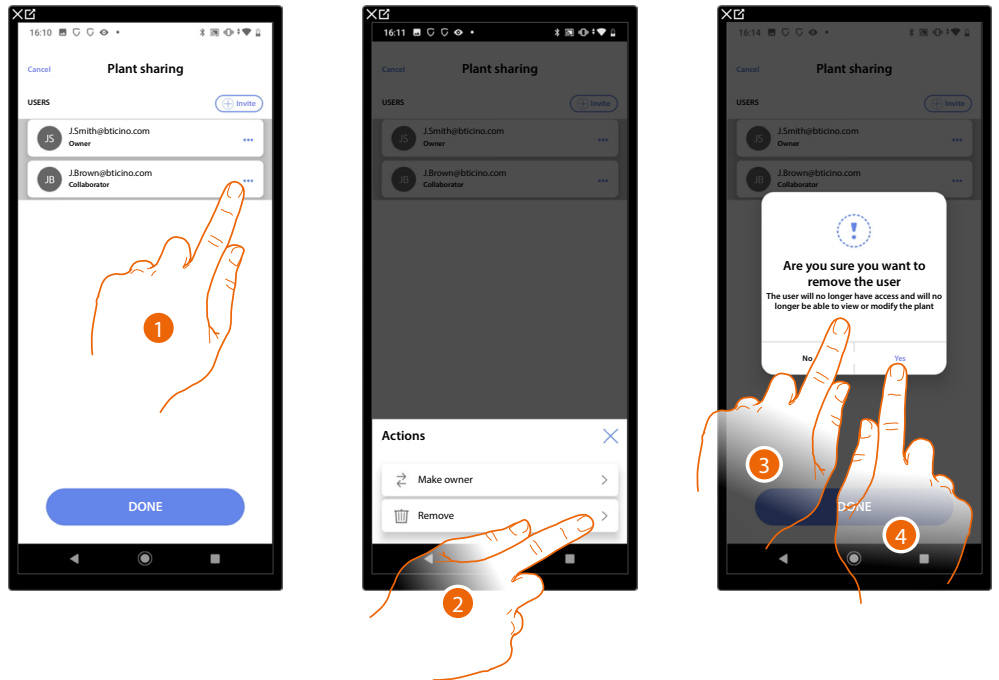 16:10
Cancel
Plant sharing
USERS
Invite
JS
J.Smith@bticino.com
Owner
JB
J.Brown@bticino.com
Collaborator
1
DONE
16:11
Cancel
Plant sharing
USERS
Invite
JS
J.Smith@bticino.com
Owner
JB
J.Brown@bticino.com
Collaborator
Actions
Make owner
Remove
2
16:14
Cancel
Plant sharing
USERS
Invite
JS
J.Smith@bticino.com
Owner
JB
J.Brown@bticino.com
Collaborator
Are you sure you want to
remove the user
The user will no longer have access and will no
longer be able to view or modify the plant
No
Yes
3
DONE
4